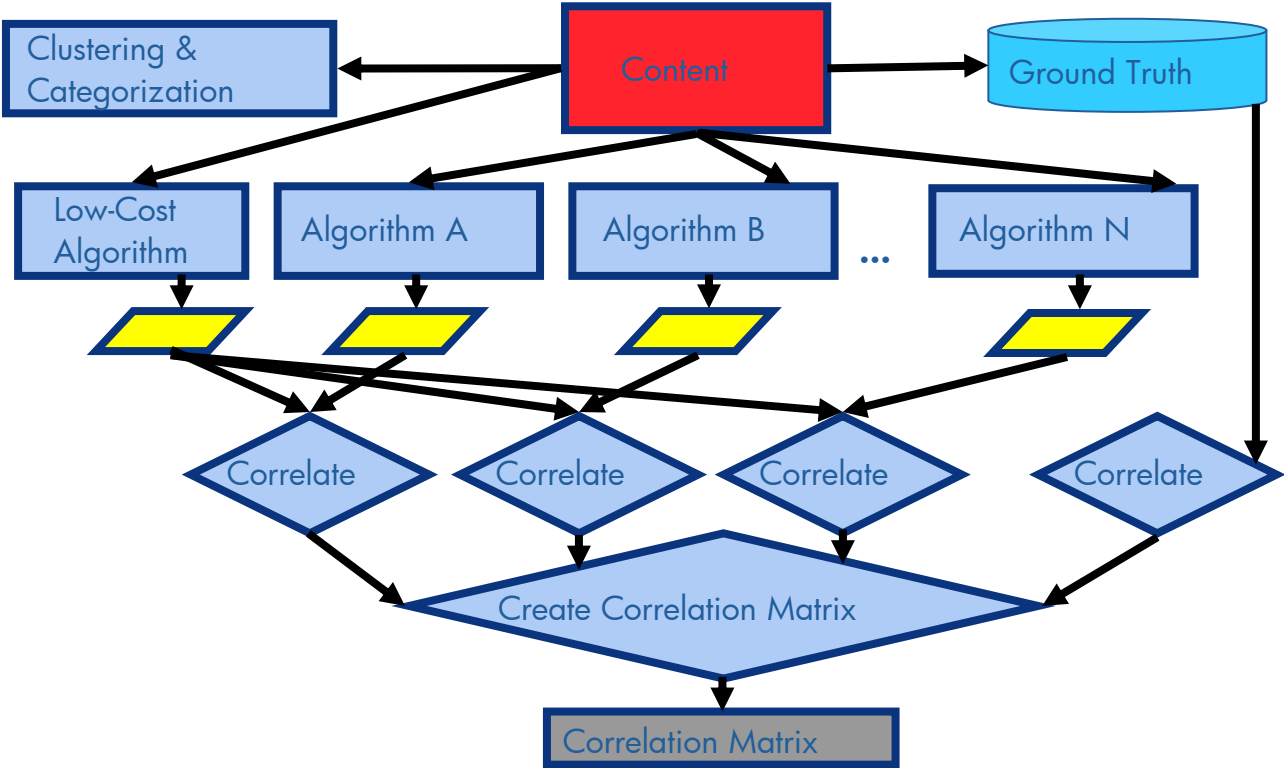 Clustering &
Categorization
Content
Ground Truth
Low-Cost
Algorithm
Algorithm A
Algorithm B
...
Algorithm N
Correlate
Correlate
Correlate
Correlate
Create Correlation Matrix
Correlation Matrix